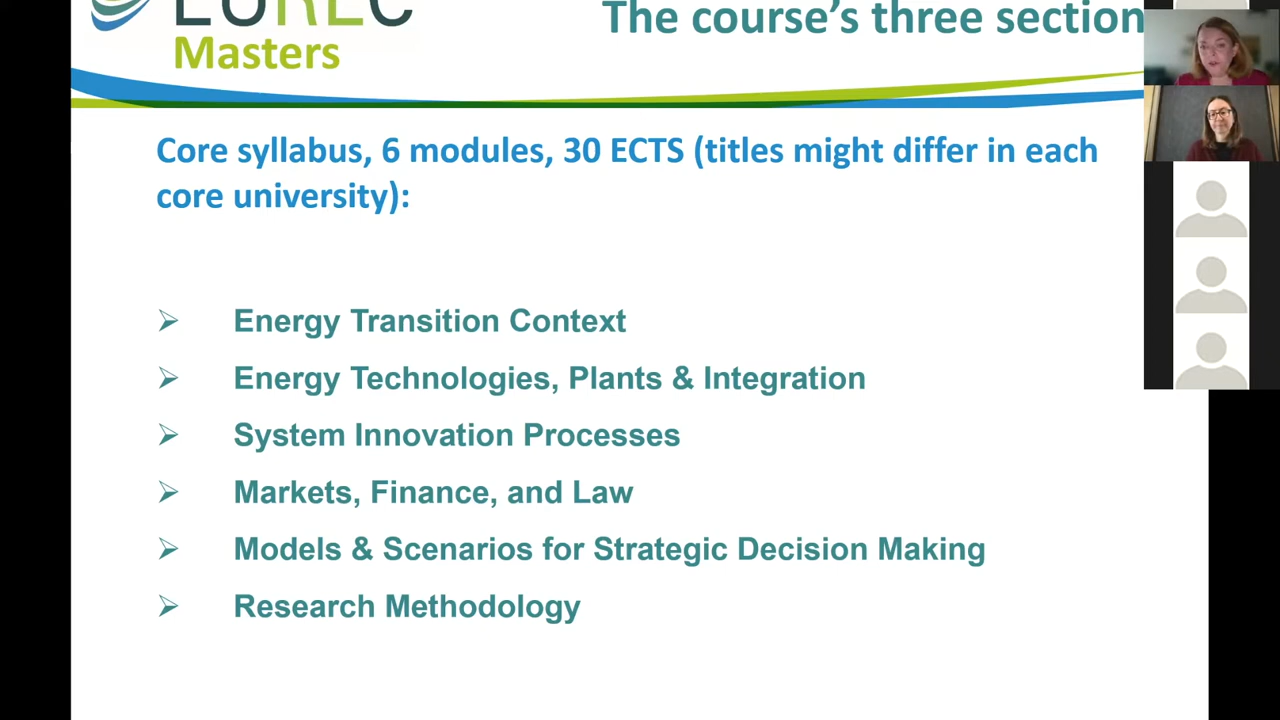 EUREC
The course's three section
Masters
Core syllabus, 6 modules, 30 ECTS (titles might differ in each
core university):
Energy Transition Context
Energy Technologies, Plants & Integration
System Innovation Processes
Markets, Finance, and Law
Models & Scenarios for Strategic Decision Making
Research Methodology